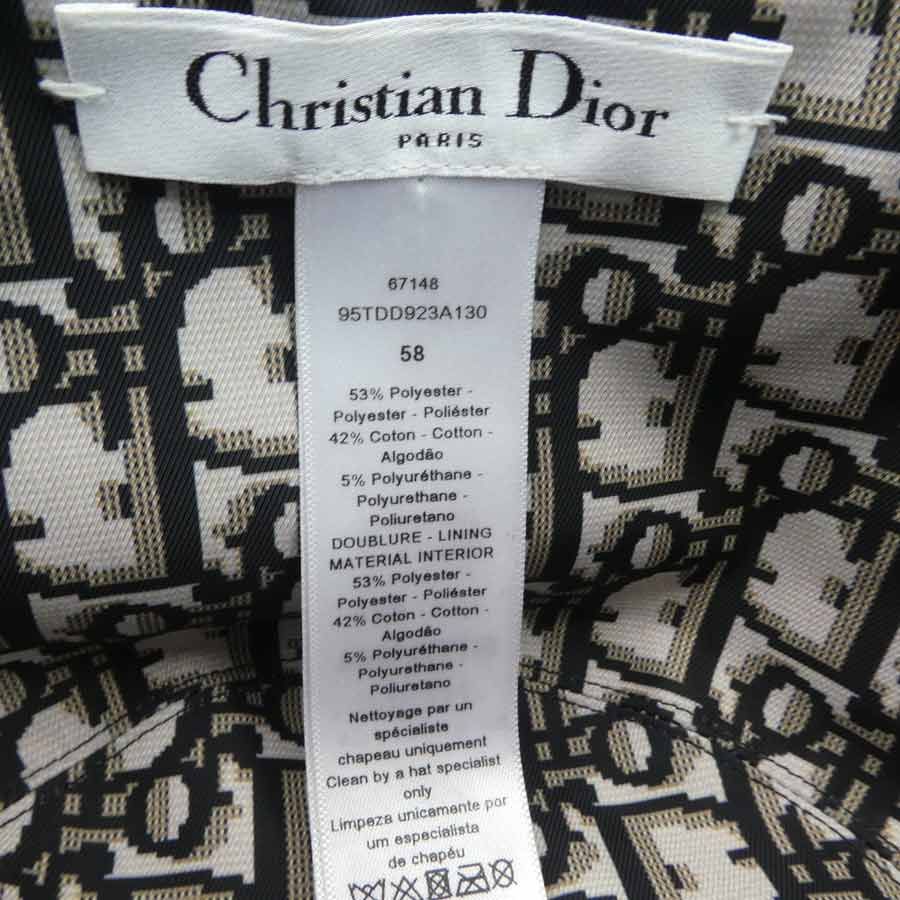 Christian Dior
PARIS
67148
95TDD923A130
58
53% Polyester -
Polyester - Poliéster
42% Coton - Cotton -
Algodão
5% Polyuréthane -
Polyurethane -
Poliuretano
DOUBLURE - LINING
MATERIAL INTERIOR
53% Polyester -
Polyester - Poliéster
42% Coton - Cotton -
Algodão
5% Polyuréthane -
Polyurethane -
Poliuretano
Nettoyage par un
spécialiste
chapeau uniquement
Clean by a hat specialist
only
Limpeza unicamente por
um especialista
de chapéu